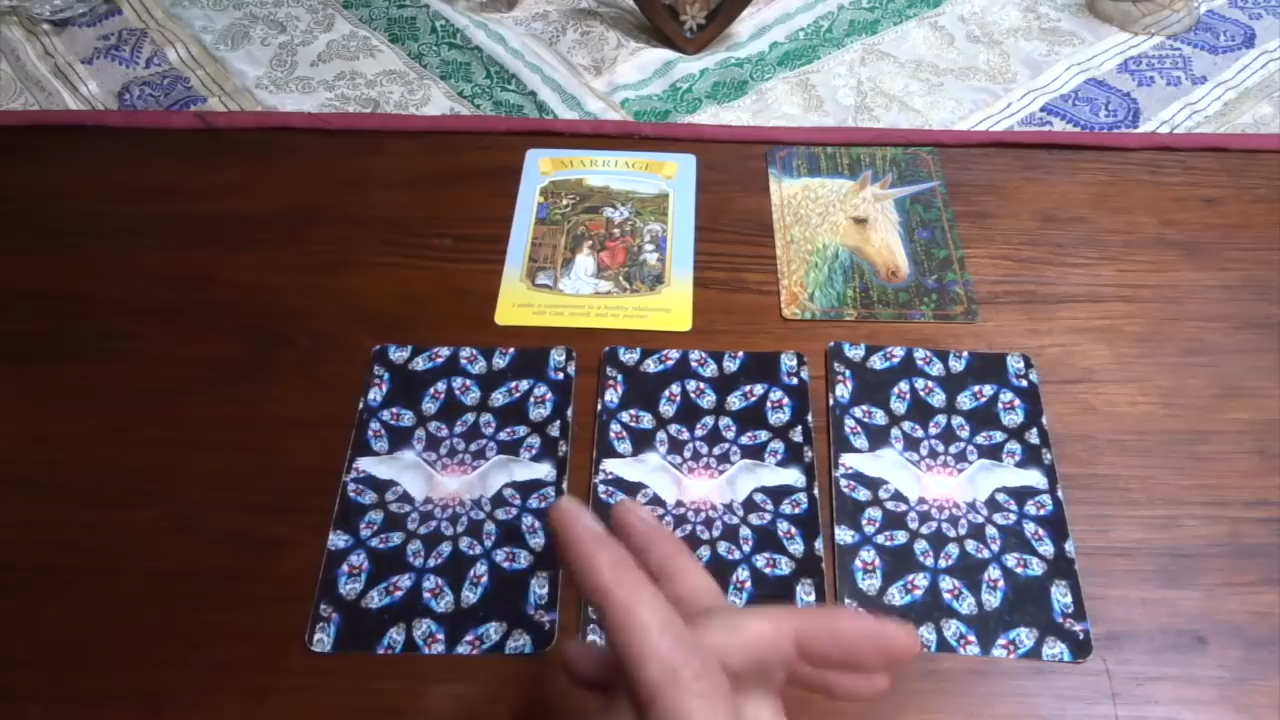 MARRIAGE
I make a commitment to a healthy relationship
with God, myself, and my partner.